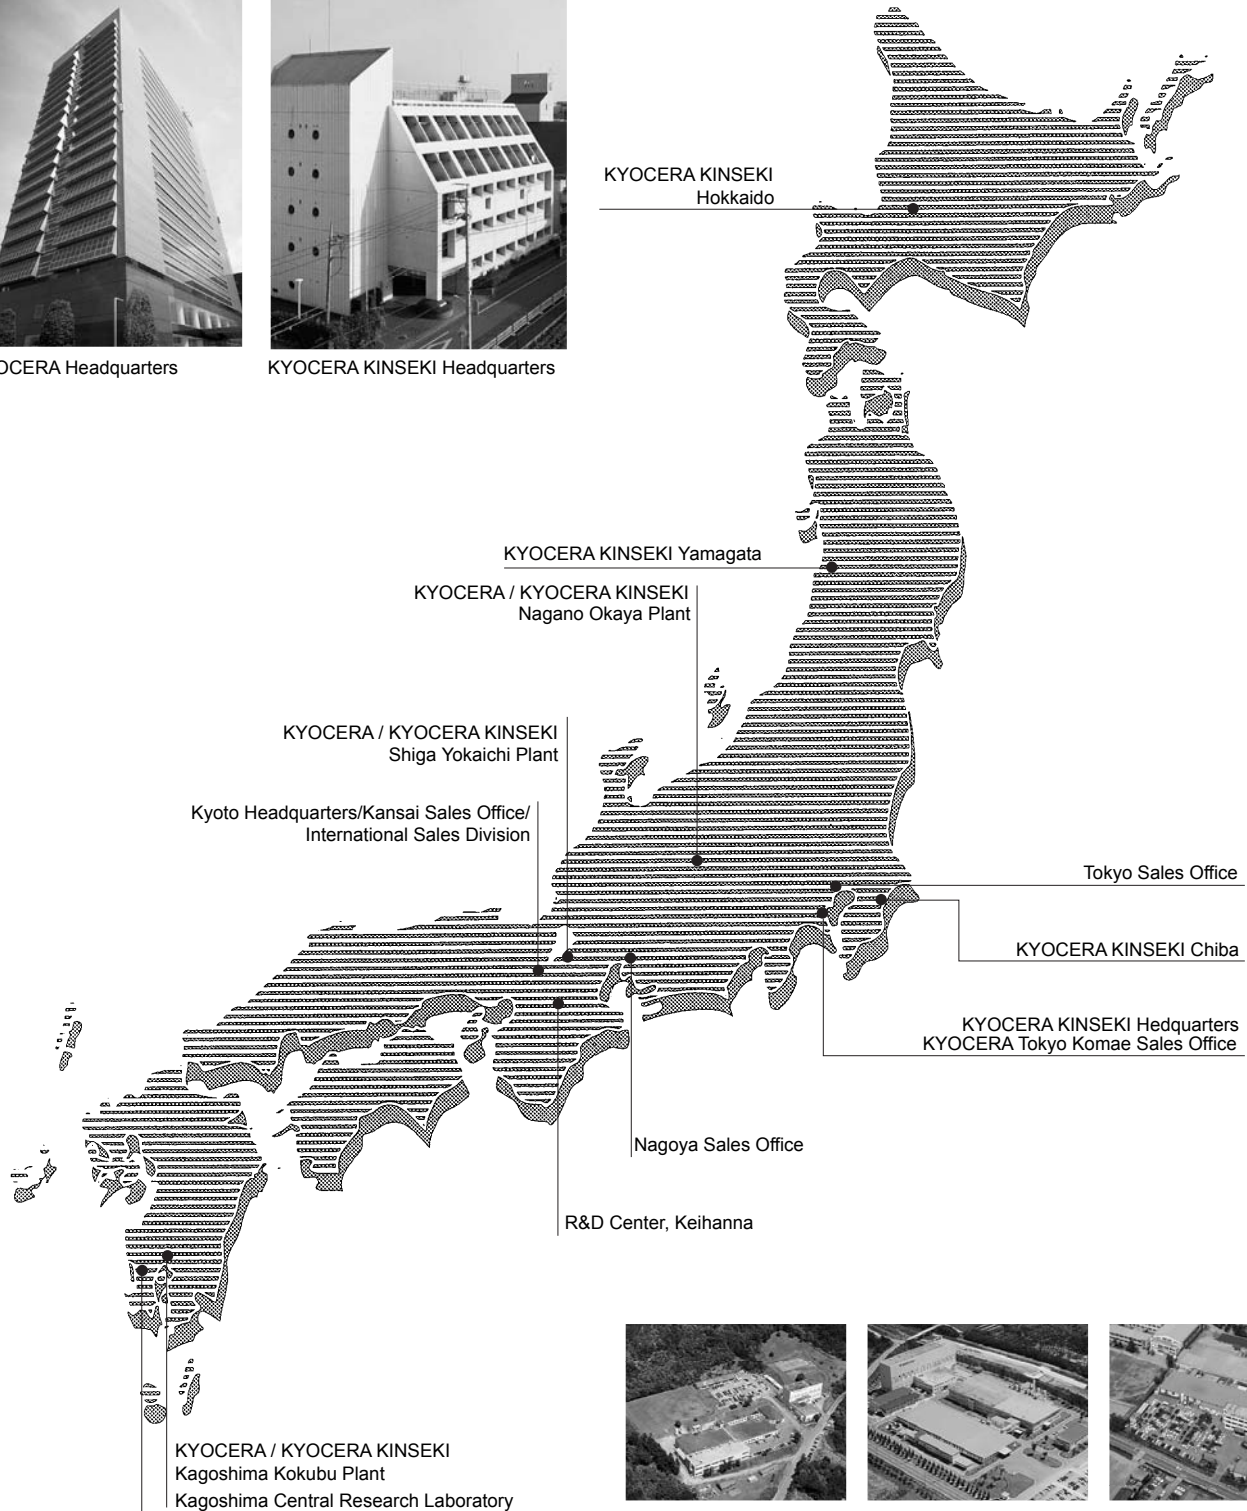 KYOCERA KINSEKI
Hokkaido
OCERA Headquarters
KYOCERA KINSEKI Headquarters
KYOCERA KINSEKI Yamagata
KYOCERA / KYOCERA KINSEKI
Nagano Okaya Plant
KYOCERA / KYOCERA KINSEKI
Shiga Yokaichi Plant
Kyoto Headquarters/Kansai Sales Office/
International Sales Division
Tokyo Sales Office
KYOCERA KINSEKI Chiba
KYOCERA KINSEKI Hedquarters
KYOCERA Tokyo Komae Sales Office
Nagoya Sales Office
R&D Center, Keihanna
KYOCERA / KYOCERA KINSEKI
Kagoshima Kokubu Plant
Kagoshima Central Research Laboratory